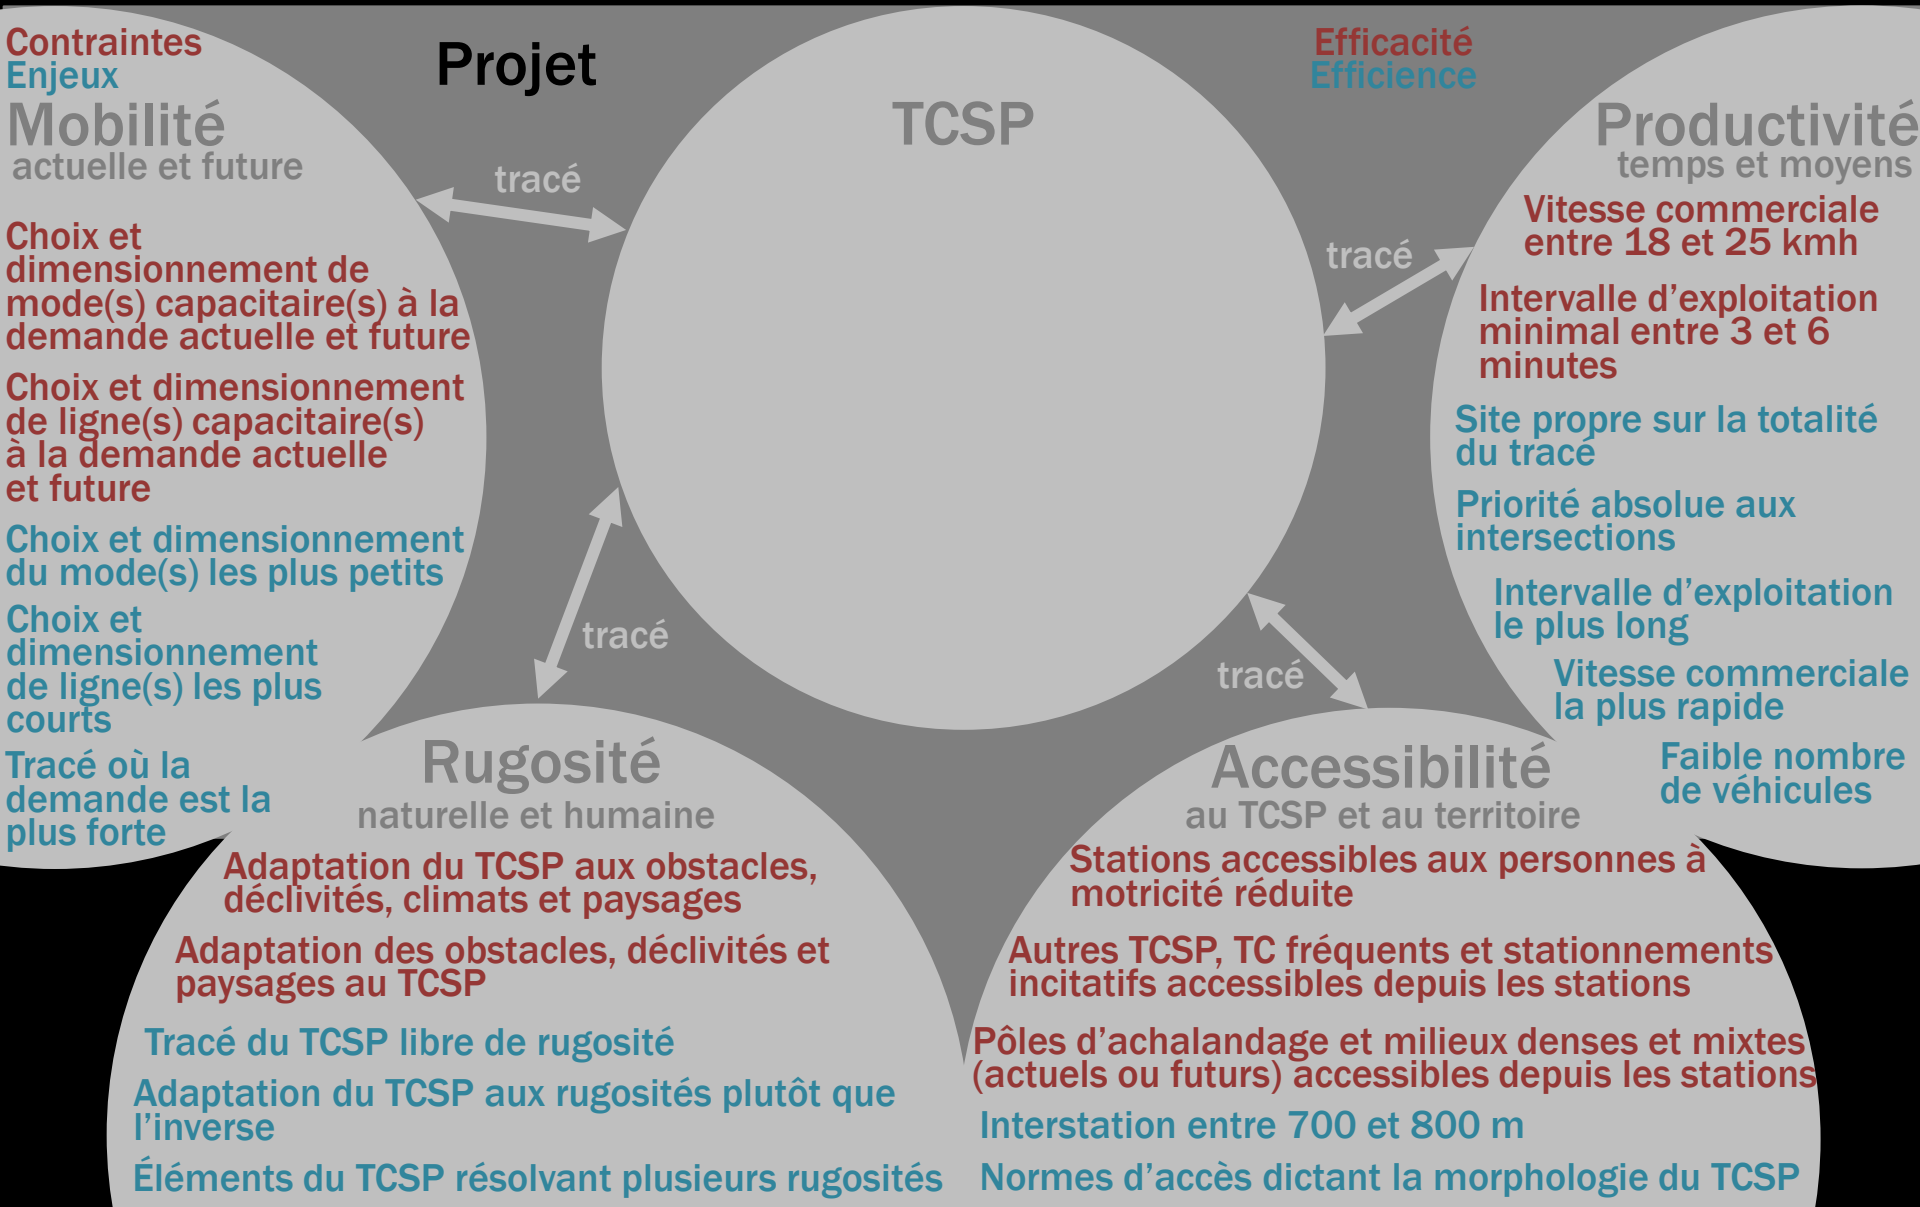 Contraintes
Enjeux
Mobilité
actuelle et future
Choix et
dimensionnement de
mode(s) capacitaire(s) à la
demande actuelle et future
Choix et dimensionnement
de ligne(s) capacitaire(s)
à la demande actuelle
et future
Choix et dimensionnement
du mode(s) les plus petits
Choix et
dimensionnement
de ligne(s) les plus
courts
Tracé où la
demande est la
plus forte
Projet
tracé
TCSP
tracé
tracé
tracé
Efficacité
Efficience
Productivité
temps et moyens
Vitesse commerciale
entre 18 et 25 kmh
Intervalle d’exploitation
minimal entre 3 et 6
minutes
Site propre sur la totalité
du tracé
Priorité absolue aux
intersections
Intervalle d’exploitation
le plus long
Vitesse commerciale
la plus rapide
Faible nombre
de véhicules
Rugosité
naturelle et humaine
Adaptation du TCSP aux obstacles,
déclivités, climats et paysages
Adaptation des obstacles, déclivités et
paysages au TCSP
Tracé du TCSP libre de rugosité
Adaptation du TCSP aux rugosités plutôt que
l’inverse
Éléments du TCSP résolvant plusieurs rugosités
Accessibilité
au TCSP et au territoire
Stations accessibles aux personnes à
motricité réduite
Autres TCSP, TC fréquents et stationnements
incitatifs accessibles depuis les stations
Pôles d’achalandage et milieux denses et mixtes
(actuels ou futurs) accessibles depuis les stations
Interstation entre 700 et 800 m
Normes d’accès dictant la morphologie du TCSP